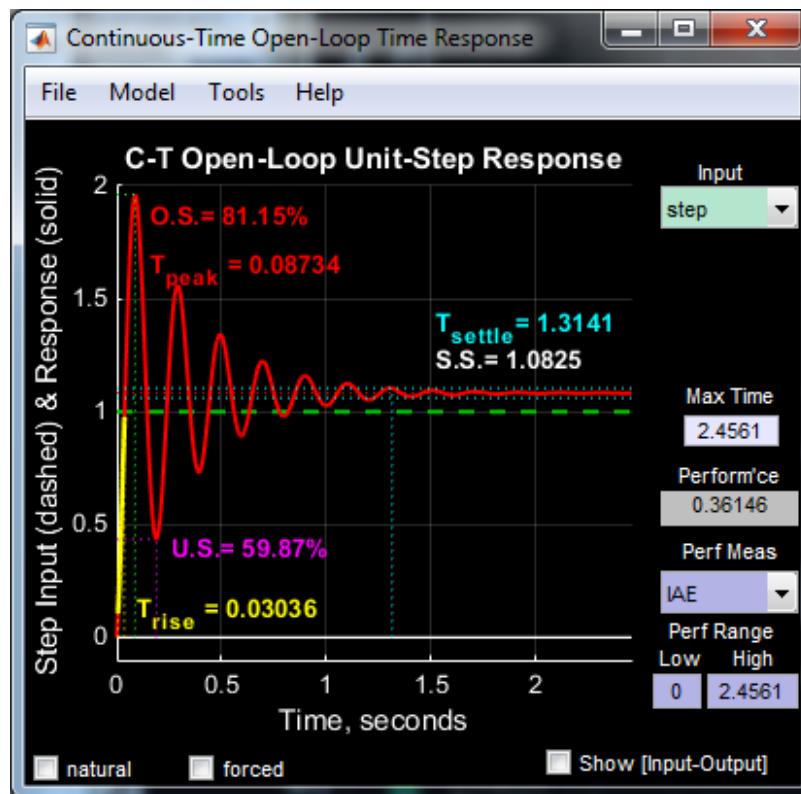 Continuous-Time Open-Loop Time Response
File Model Tools Help
C-T Open-Loop Unit-Step Response
Step Input (dashed) & Response (solid)
2
1.5
1
0.5
0
O.S.= 81.15%
T_peak = 0.08734
T_settle = 1.3141
S.S.= 1.0825
U.S.= 59.87%
T_rise = 0.03036
0 0.5 1 1.5 2
Time, seconds
Input
step
Max Time
2.4561
Perform'ce
0.36146
Perf Meas
IAE
Perf Range
Low High
0 2.4561
natural forced Show [Input-Output]